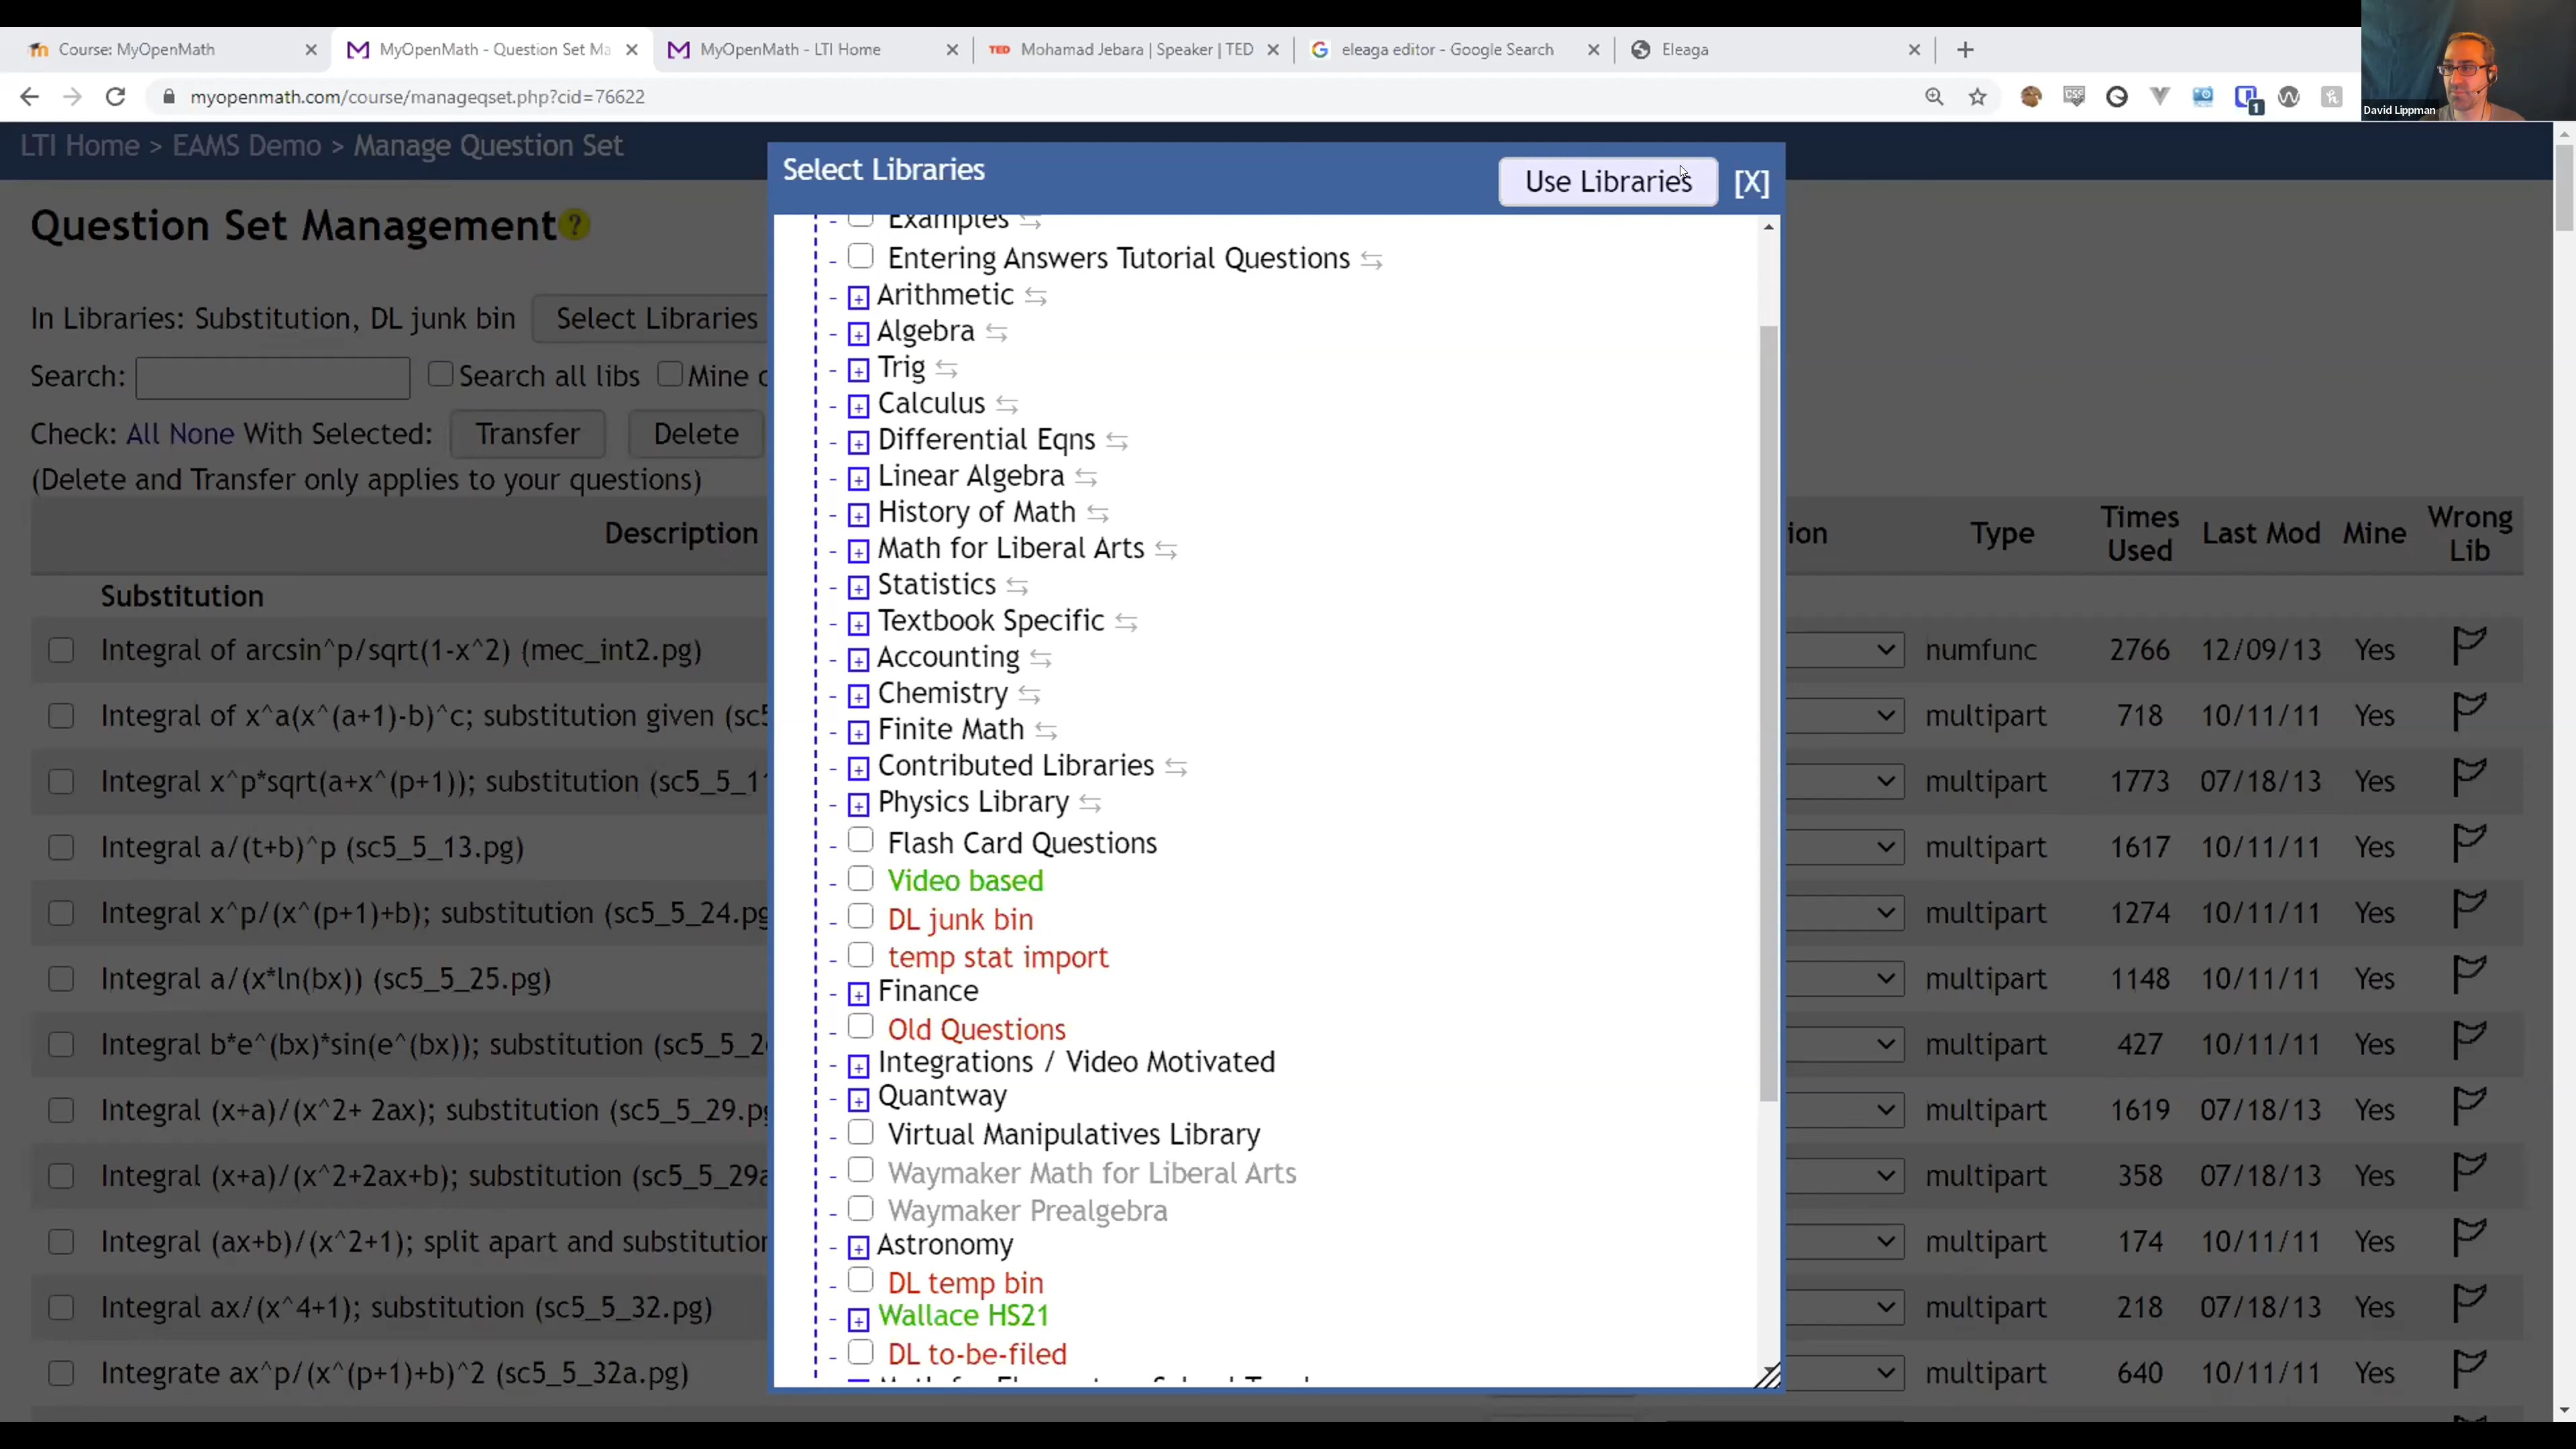 Course: MyOpenMath
MyOpenMath - Question Set Ma
MyOpenMath - LTI Home
TED Mohamad Jebara | Speaker | TED
eleaga editor - Google Search
Eleaga
myopenmath.com/course/manageqset.php?cid=76622
1
David Lippman
LTI Home > EAMS Demo > Manage Question Set
Select Libraries
Use Libraries
[X]
Question Set Management ?
In Libraries: Substitution, DL junk bin
Select Libraries
Search:
Search all libs
Mine o
Check: All None With Selected:
Transfer
Delete
(Delete and Transfer only applies to your questions)
Description
ion
Type
Times Used
Last Mod
Mine
Wrong Lib
Substitution
Integral of arcsin^p/sqrt(1-x^2) (mec_int2.pg)
numfunc 2766 12/09/13 Yes
Integral of x^a(x^(a+1)-b)^c; substitution given (sc5
multipart 718 10/11/11 Yes
Integral x^p*sqrt(a+x^(p+1)); substitution (sc5_5_11
multipart 1773 07/18/13 Yes
Integral a/(t+b)^p (sc5_5_13.pg)
multipart 1617 10/11/11 Yes
Integral x^p/(x^(p+1)+b); substitution (sc5_5_24.pg
multipart 1274 10/11/11 Yes
Integral a/(x*ln(bx)) (sc5_5_25.pg)
multipart 1148 10/11/11 Yes
Integral b*e^(bx)*sin(e^(bx)); substitution (sc5_5_2
multipart 427 10/11/11 Yes
Integral (x+a)/(x^2+ 2ax); substitution (sc5_5_29.pg
multipart 1619 07/18/13 Yes
Integral (x+a)/(x^2+2ax+b); substitution (sc5_5_29a
multipart 358 07/18/13 Yes
Integral (ax+b)/(x^2+1); split apart and substitution
multipart 174 10/11/11 Yes
Integral ax/(x^4+1); substitution (sc5_5_32.pg)
multipart 218 07/18/13 Yes
Integrate ax^p/(x^(p+1)+b)^2 (sc5_5_32a.pg)
multipart 640 10/11/11 Yes
Examples
Entering Answers Tutorial Questions
Arithmetic
Algebra
Trig
Calculus
Differential Eqns
Linear Algebra
History of Math
Math for Liberal Arts
Statistics
Textbook Specific
Accounting
Chemistry
Finite Math
Contributed Libraries
Physics Library
Flash Card Questions
Video based
DL junk bin
temp stat import
Finance
Old Questions
Integrations / Video Motivated
Quantway
Virtual Manipulatives Library
Waymaker Math for Liberal Arts
Waymaker Prealgebra
Astronomy
DL temp bin
Wallace HS21
DL to-be-filed